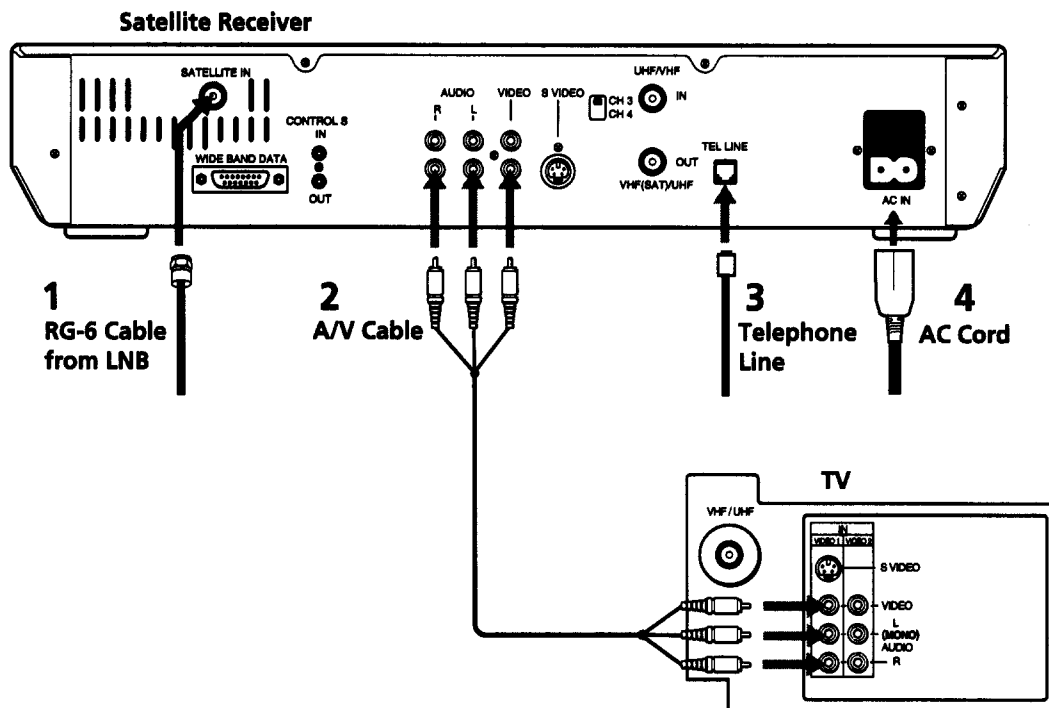 Satellite Receiver
SATELLITE IN
AUDIO
R
L
VIDEO
S VIDEO
UHF/VHF
IN
CH 3
CH 4
CONTROL S
IN
OUT
WIDE BAND DATA
OUT
VHF(SAT)/UHF
TEL LINE
AC IN
1
RG-6 Cable
from LNB
2
A/V Cable
3
Telephone
Line
4
AC Cord
TV
VHF / UHF
IN
VIDEO 1
VIDEO 2
S VIDEO
VIDEO
L
(MONO)
AUDIO
R